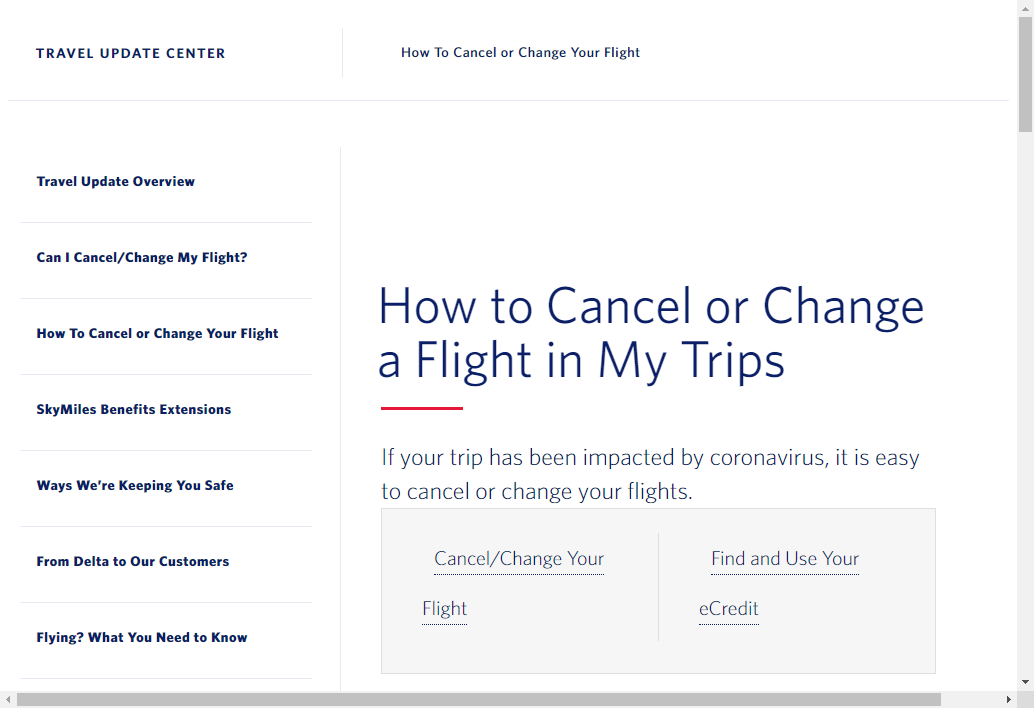 TRAVEL UPDATE CENTER
How To Cancel or Change Your Flight
Travel Update Overview
Can I Cancel/Change My Flight?
How To Cancel or Change Your Flight
SkyMiles Benefits Extensions
Ways We're Keeping You Safe
From Delta to Our Customers
Flying? What You Need to Know
How to Cancel or Change
a Flight in My Trips
If your trip has been impacted by coronavirus, it is easy
to cancel or change your flights.
Cancel/Change Your
Flight
Find and Use Your
eCredit